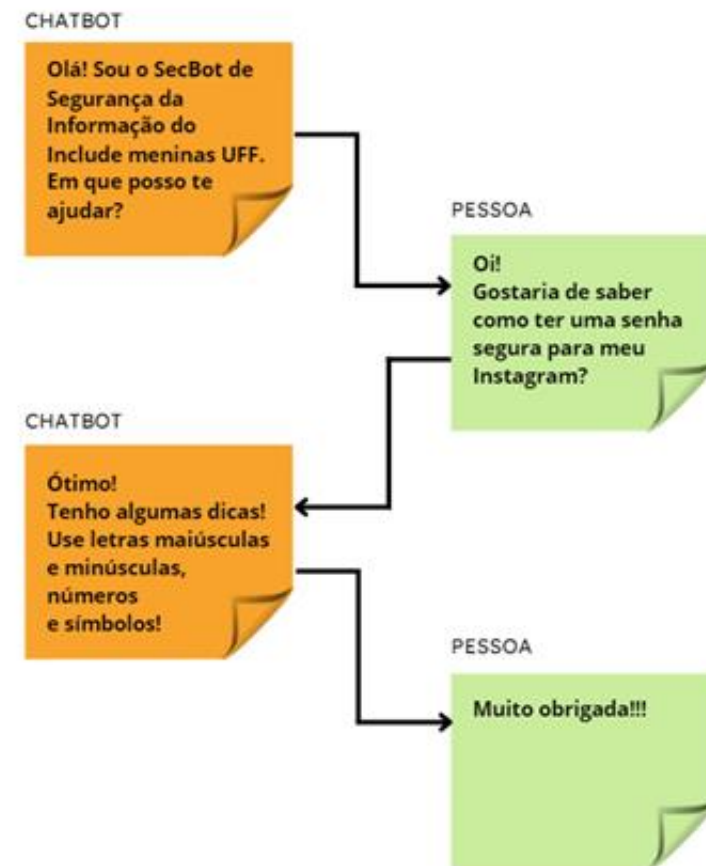 CHATBOT
Olá! Sou o SecBot de
Segurança da
Informação do
Include meninas UFF.
Em que posso te
ajudar?
PESSOA
Oi!
Gostaria de saber
como ter uma senha
segura para meu
Instagram?
CHATBOT
Ótimo!
Tenho algumas dicas!
Use letras maiúsculas
e minúsculas,
números
e símbolos!
PESSOA
Muito obrigada!!!